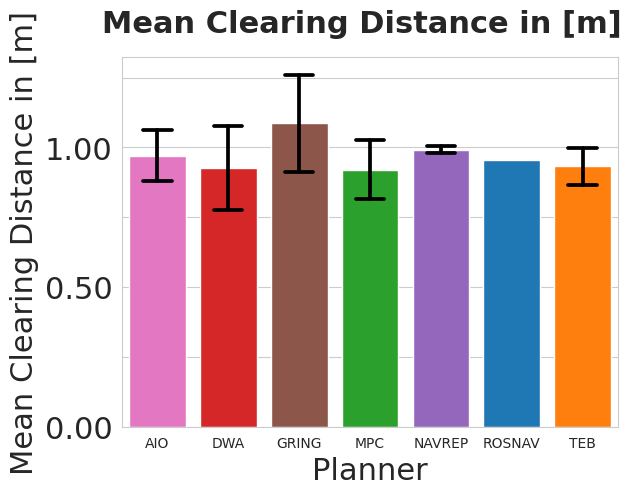 Mean Clearing Distance in [m]
Mean Clearing Distance in [m]
1.00
0.50
0.00
AIO DWA GRING MPC NAVREP ROSNAV TEB
Planner